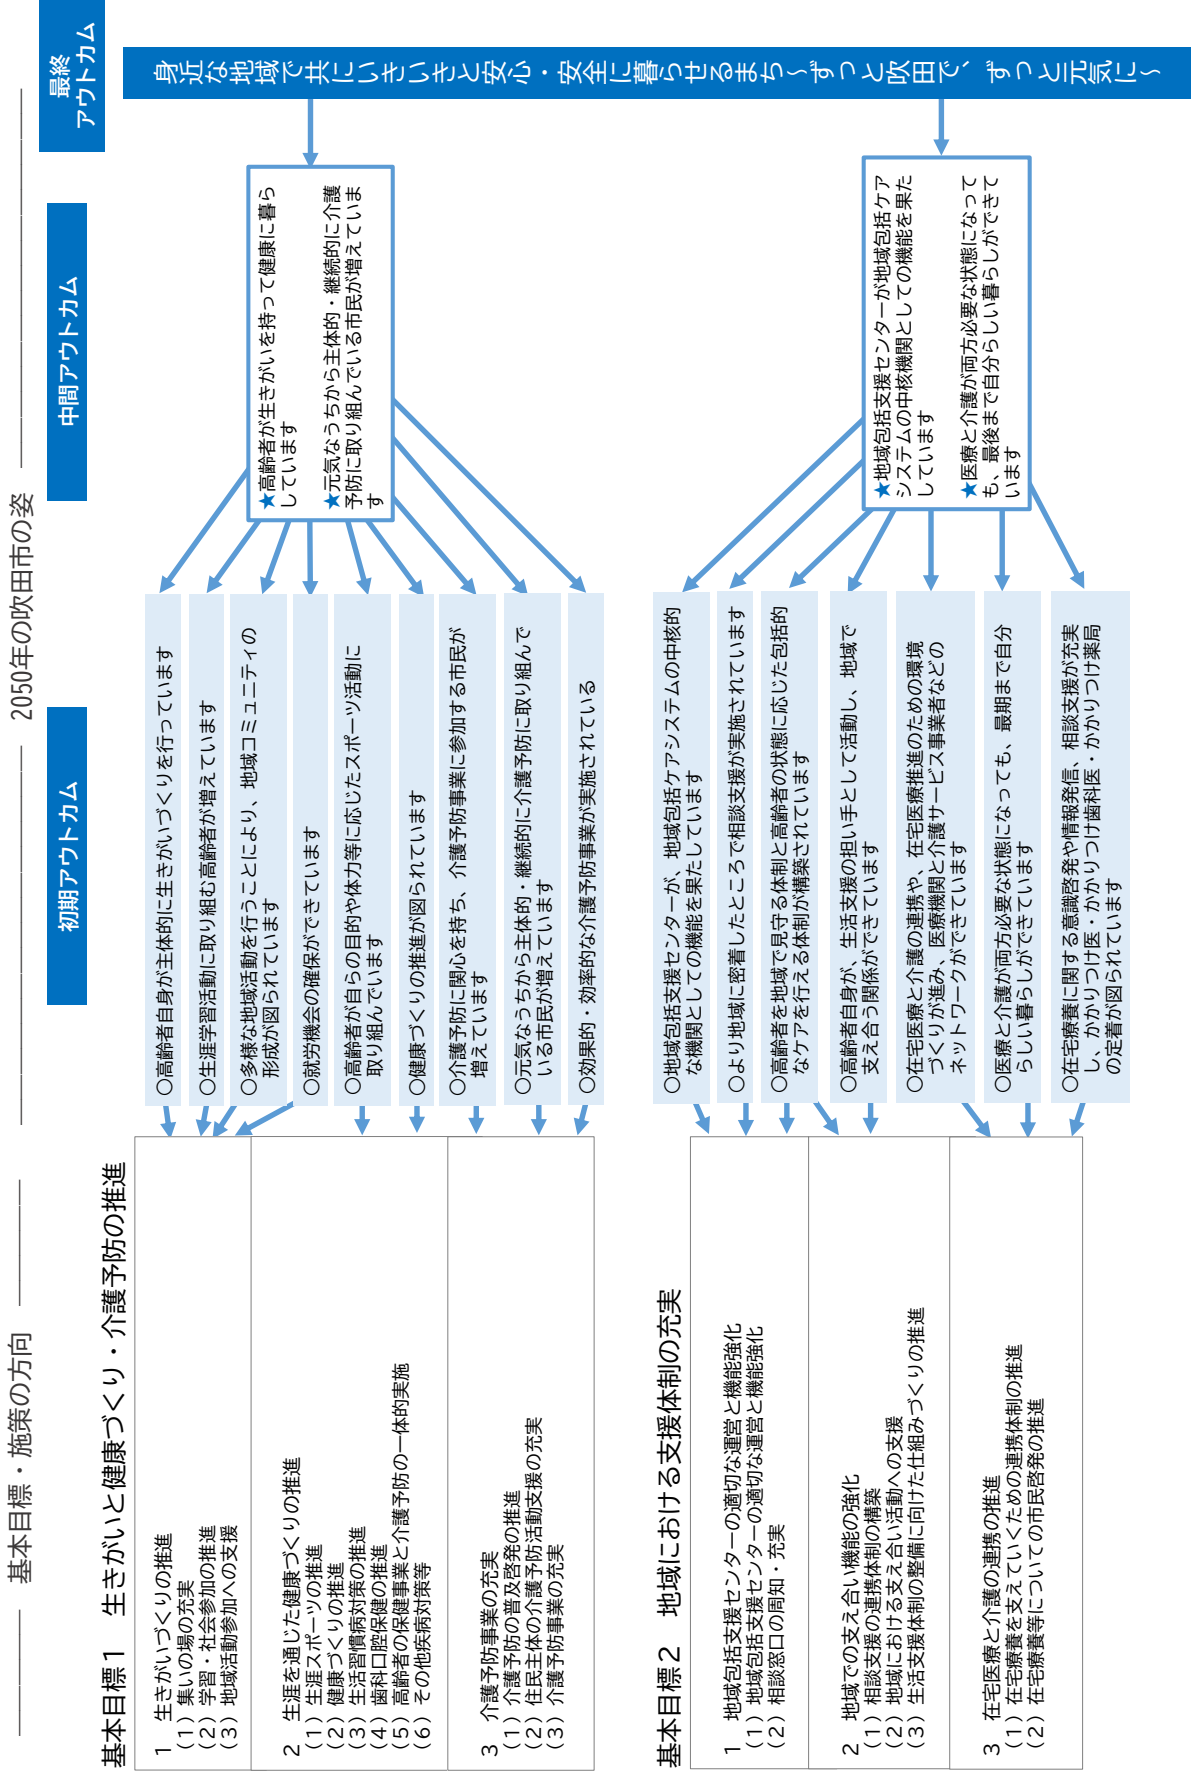 基本目標・施策の方向
2050年の吹田市の姿
初期アウトカム
中間アウトカム
最終
アウトカム
基本目標１　生きがいと健康づくり・介護予防の推進
１　生きがいづくりの推進
（１）集いの場の充実
（２）学習・社会参加の推進
（３）地域活動参加への支援
２　生涯を通じた健康づくりの推進
（１）生涯スポーツの推進
（２）健康づくりの推進
（３）生活習慣病対策の推進
（４）歯科口腔保健の推進
（５）高齢者の保健事業と介護予防の一体的実施
（６）その他疾病対策等
３　介護予防事業の充実
（１）介護予防の普及啓発の推進
（２）住民主体の介護予防活動支援の充実
（３）介護予防事業の充実
〇高齢者自身が主体的に生きがいづくりを行っています
〇生涯学習活動に取り組む高齢者が増えています
〇多様な地域活動を行うことにより、地域コミュニティの
形成が図られています
〇就労機会の確保ができています
〇高齢者が自らの目的や体力等に応じたスポーツ活動に
取り組んでいます
〇健康づくりの推進が図られています
〇介護予防に関心を持ち、介護予防事業に参加する市民が
増えています
〇元気なうちから主体的・継続的に介護予防に取り組んで
いる市民が増えています
〇効果的・効率的な介護予防事業が実施されている
★高齢者が生きがいを持って健康に暮ら
しています
★元気なうちから主体的・継続的に介護
予防に取り組んでいる市民が増えていま
す
基本目標２　地域における支援体制の充実
１　地域包括支援センターの適切な運営と機能強化
（１）地域包括支援センターの適切な運営と機能強化
（２）相談窓口の周知・充実
２　地域での支え合い機能の強化
（１）相談支援の連携体制の構築
（２）地域における支え合い活動への支援
（３）生活支援体制の整備に向けた仕組みづくりの推進
３　在宅医療と介護の連携の推進
（１）在宅療養を支えていくための連携体制の推進
（２）在宅療養等についての市民啓発の推進
〇地域包括支援センターが、地域包括ケアシステムの中核的
な機関としての機能を果たしています
〇より地域に密着したところで相談支援が実施されています
〇高齢者を地域で見守る体制と高齢者の状態に応じた包括的
なケアを行える体制が構築されています
〇高齢者自身が、生活支援の担い手として活動し、地域で
支え合う関係ができています
〇在宅医療と介護の連携や、在宅医療推進のための環境
づくりが進み、医療機関と介護サービス事業者などの
ネットワークができています
〇医療と介護が両方必要な状態になっても、最期まで自分
らしい暮らしができています
〇在宅療養に関する意識啓発や情報発信、相談支援が充実
し、かかりつけ医・かかりつけ歯科医・かかりつけ薬局
の定着が図られています
★地域包括支援センターが地域包括ケア
システムの中核機関としての機能を果た
しています
★医療と介護が両方必要な状態になって
も、最後まで自分らしい暮らしができて
います
身近な地域で共にいきいきと安心・安全に暮らせるまち～ずっと吹田で、ずっと元気に～